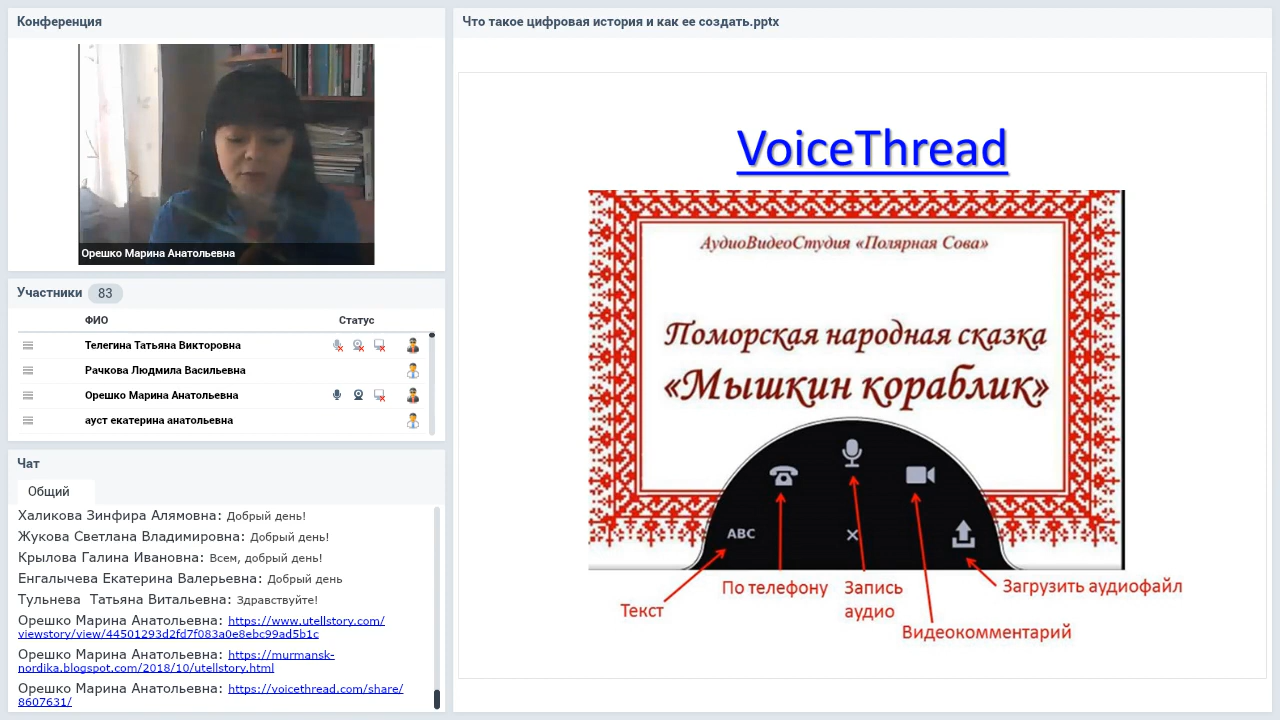 Конференция
Орешко Марина Анатольевна
Участники 83
ФИО Статус
Телегина Татьяна Викторовна
Рачкова Людмила Васильевна
Орешко Марина Анатольевна
ауст екатерина анатольевна
Чат
Общий
Халикова Зинфира Алямовна: Добрый день!
Жукова Светлана Владимировна: Добрый день!
Крылова Галина Ивановна: Всем, добрый день!
Енгалычева Екатерина Валерьевна: Добрый день
Тульнева Татьяна Витальевна: Здравствуйте!
Орешко Марина Анатольевна: https://www.utellstory.com/
viewstory/view/44501293d2fd7f083a0e8ebc99ad5b1c
Орешко Марина Анатольевна: https://murmansk-
nordika.blogspot.com/2018/10/utellstory.html
Орешко Марина Анатольевна: https://voicethread.com/share/
8607631/
Что такое цифровая история и как ее создать.pptx
VoiceThread
АудиоВидеоСтудия «Полярная Сова»
Поморская народная сказка
«Мышкин кораблик»
ABC
Текст
По телефону
Запись
аудио
Видеокомментарий
Загрузить аудиофайл